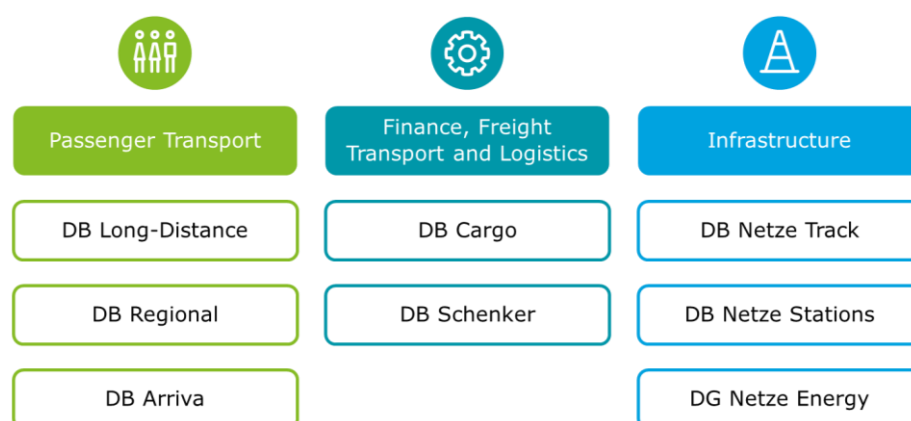 Passenger Transport
DB Long-Distance
DB Regional
DB Arriva
Finance, Freight
Transport and Logistics
DB Cargo
DB Schenker
Infrastructure
DB Netze Track
DB Netze Stations
DG Netze Energy